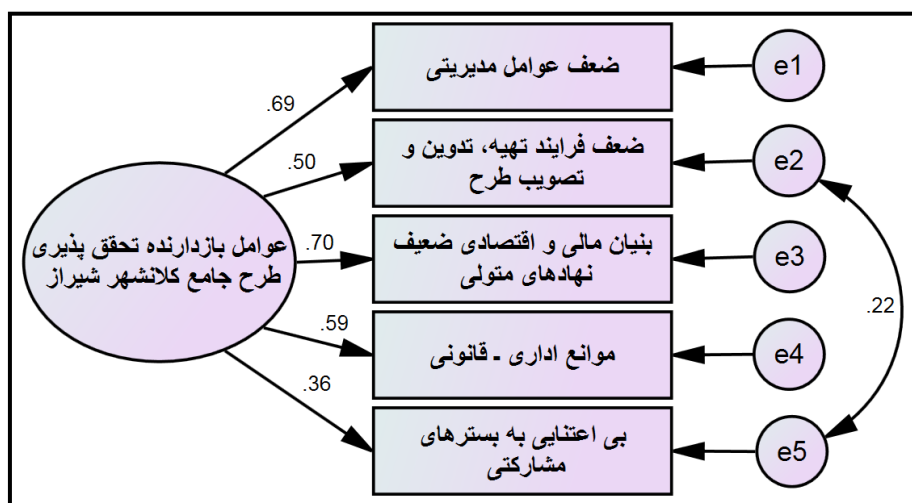 ضعف عوامل مدیریتی
e1
.69
ضعف فرایند تهیه، تدوین و
تصویب طرح
e2
.50
عوامل بازدارنده تحقق پذیری
طرح جامع کلانشهر شیراز
.70
بنیان مالی و اقتصادی ضعیف
نهادهای متولی
e3
.22
.59
موانع اداری ـ قانونی
e4
.36
بی اعتنایی به بسترهای
مشارکتی
e5